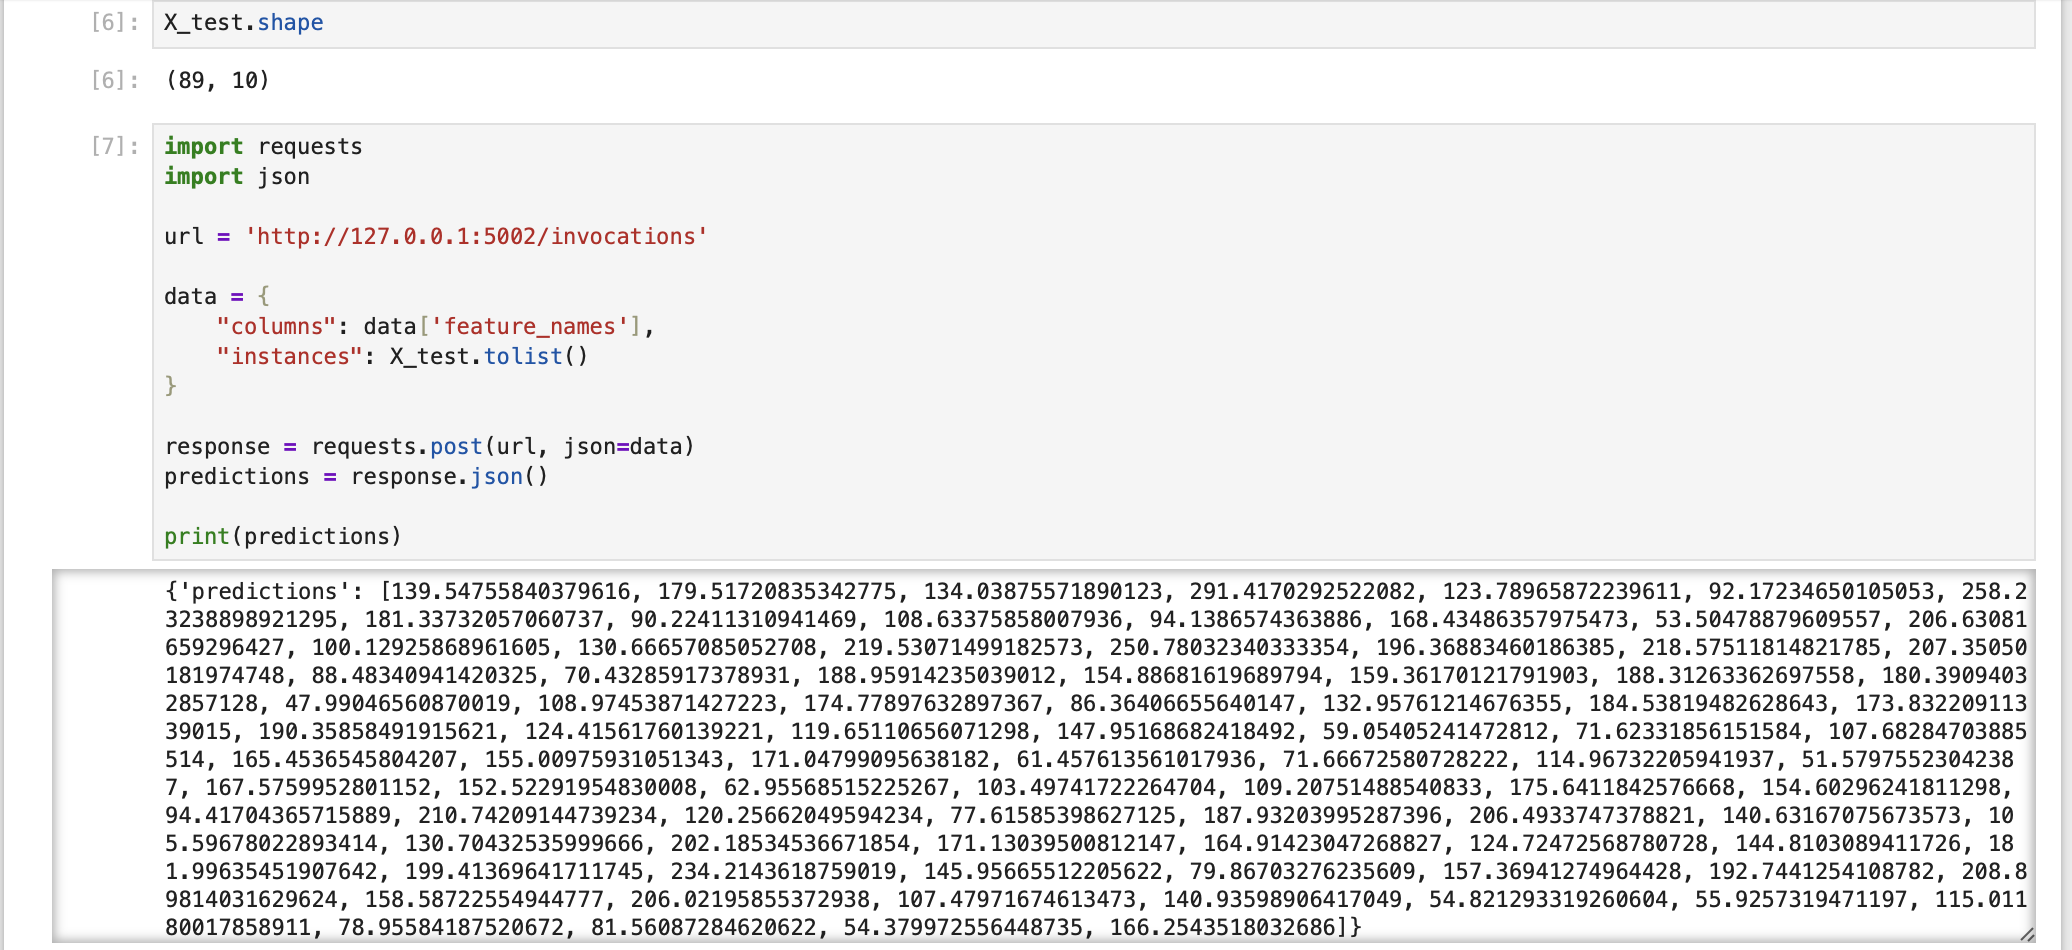 [6]: X_test.shape
[6]: (89, 10)
[7]: import requests
import json
url = 'http://127.0.0.1:5002/invocations'
data = {
"columns": data['feature_names'],
"instances": X_test.tolist()
}
response = requests.post(url, json=data)
predictions = response.json()
print(predictions)
{'predictions': [139.54755840379616, 179.51720835342775, 134.03875571890123, 291.4170292522082, 123.78965872239611, 92.17234650105053, 258.2
3238898921295, 181.33732057060737, 90.22411310941469, 108.63375858007936, 94.1386574363886, 168.43486357975473, 53.50478879609557, 206.63081
659296427, 100.12925868961605, 130.66657085052708, 219.53071499182573, 250.78032340333354, 196.36883460186385, 218.57511814821785, 207.35050
181974748, 88.48340941420325, 70.43285917378931, 188.95914235039012, 154.88681619689794, 159.36170121791903, 188.31263362697558, 180.3909403
2857128, 47.99046560870019, 108.97453871427223, 174.77897632897367, 86.36406655640147, 132.95761214676355, 184.53819482628643, 173.832209113
39015, 190.35858491915621, 124.41561760139221, 119.65110656071298, 147.95168682418492, 59.05405241472812, 71.62331856151584, 107.68284703885
514, 165.4536545804207, 155.00975931051343, 171.04799095638182, 61.457613561017936, 71.66672580728222, 114.96732205941937, 51.5797552304238
7, 167.5759952801152, 152.52291954830008, 62.95568515225267, 103.49741722264704, 109.20751488540833, 175.6411842576668, 154.60296241811298,
94.41704365715889, 210.74209144739234, 120.25662049594234, 77.61585398627125, 187.93203995287396, 206.4933747378821, 140.63167075673573, 10
5.59678022893414, 130.70432535999666, 202.18534536671854, 171.13039500812147, 164.91423047268827, 124.72472568780728, 144.8103089411726, 18
1.99635451907642, 199.41369641711745, 234.2143618759019, 145.95665512205622, 79.86703276235609, 157.36941274964428, 192.7441254108782, 208.8
9814031629624, 158.58722554944777, 206.02195855372938, 107.47971674613473, 140.93598906417049, 54.821293319260604, 55.9257319471197, 115.011
80017858911, 78.95584187520672, 81.56087284620622, 54.379972556448735, 166.2543518032686]}